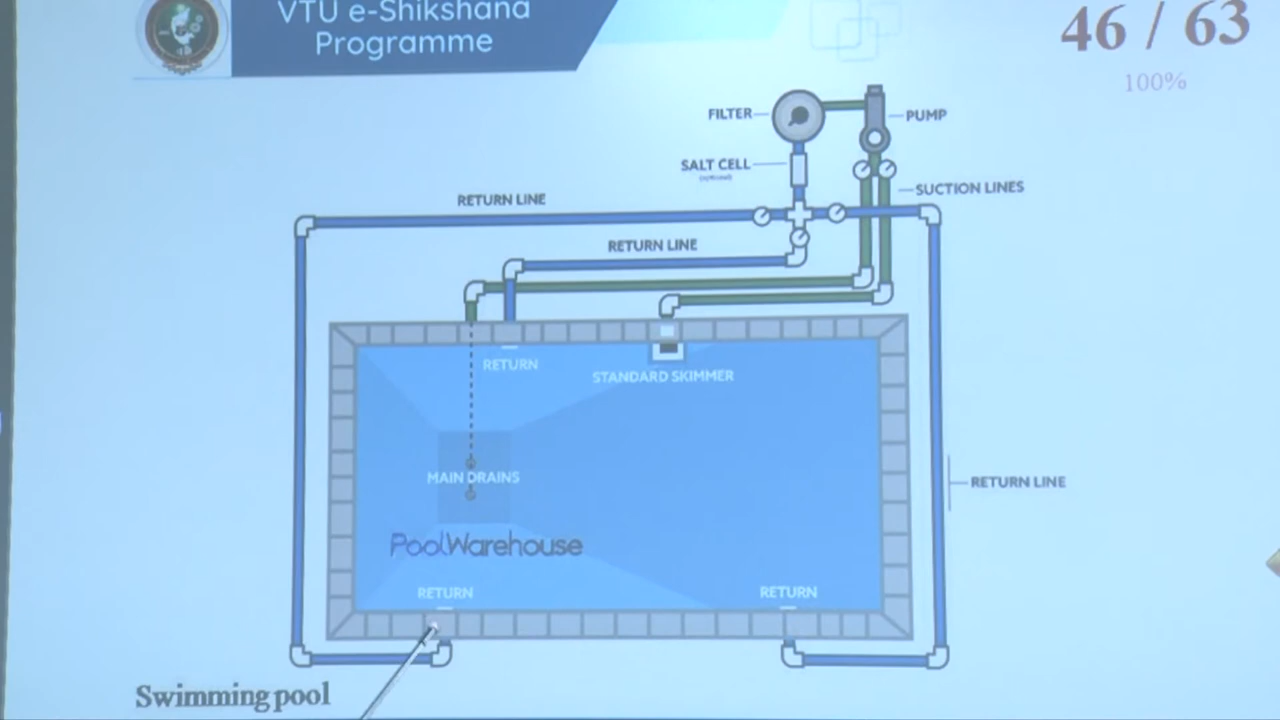 VTU e-Shikshana
Programme
46 / 63
100%
FILTER
PUMP
SALT CELL
SUCTION LINES
RETURN LINE
RETURN LINE
RETURN
STANDARD SKIMMER
MAIN DRAINS
RETURN LINE
PoolWarehouse
RETURN
RETURN
Swimming pool